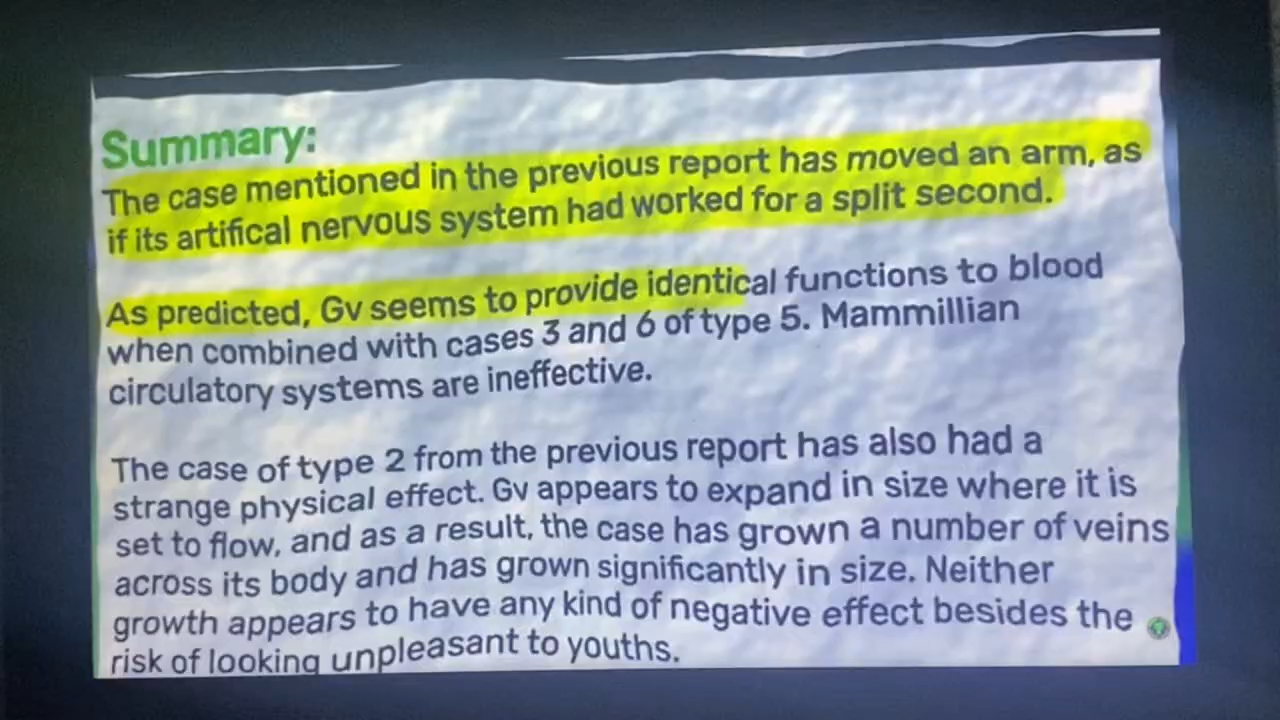 Summary:
The case mentioned in the previous report has moved an arm, as
if its artifical nervous system had worked for a split second.
As predicted, Gv seems to provide identical functions to blood
when combined with cases 3 and 6 of type 5. Mammillian
circulatory systems are ineffective.
The case of type 2 from the previous report has also had a
strange physical effect. Gv appears to expand in size where it is
set to flow, and as a result, the case has grown a number of veins
across its body and has grown significantly in size. Neither
growth appears to have any kind of negative effect besides the
risk of looking unpleasant to youths.